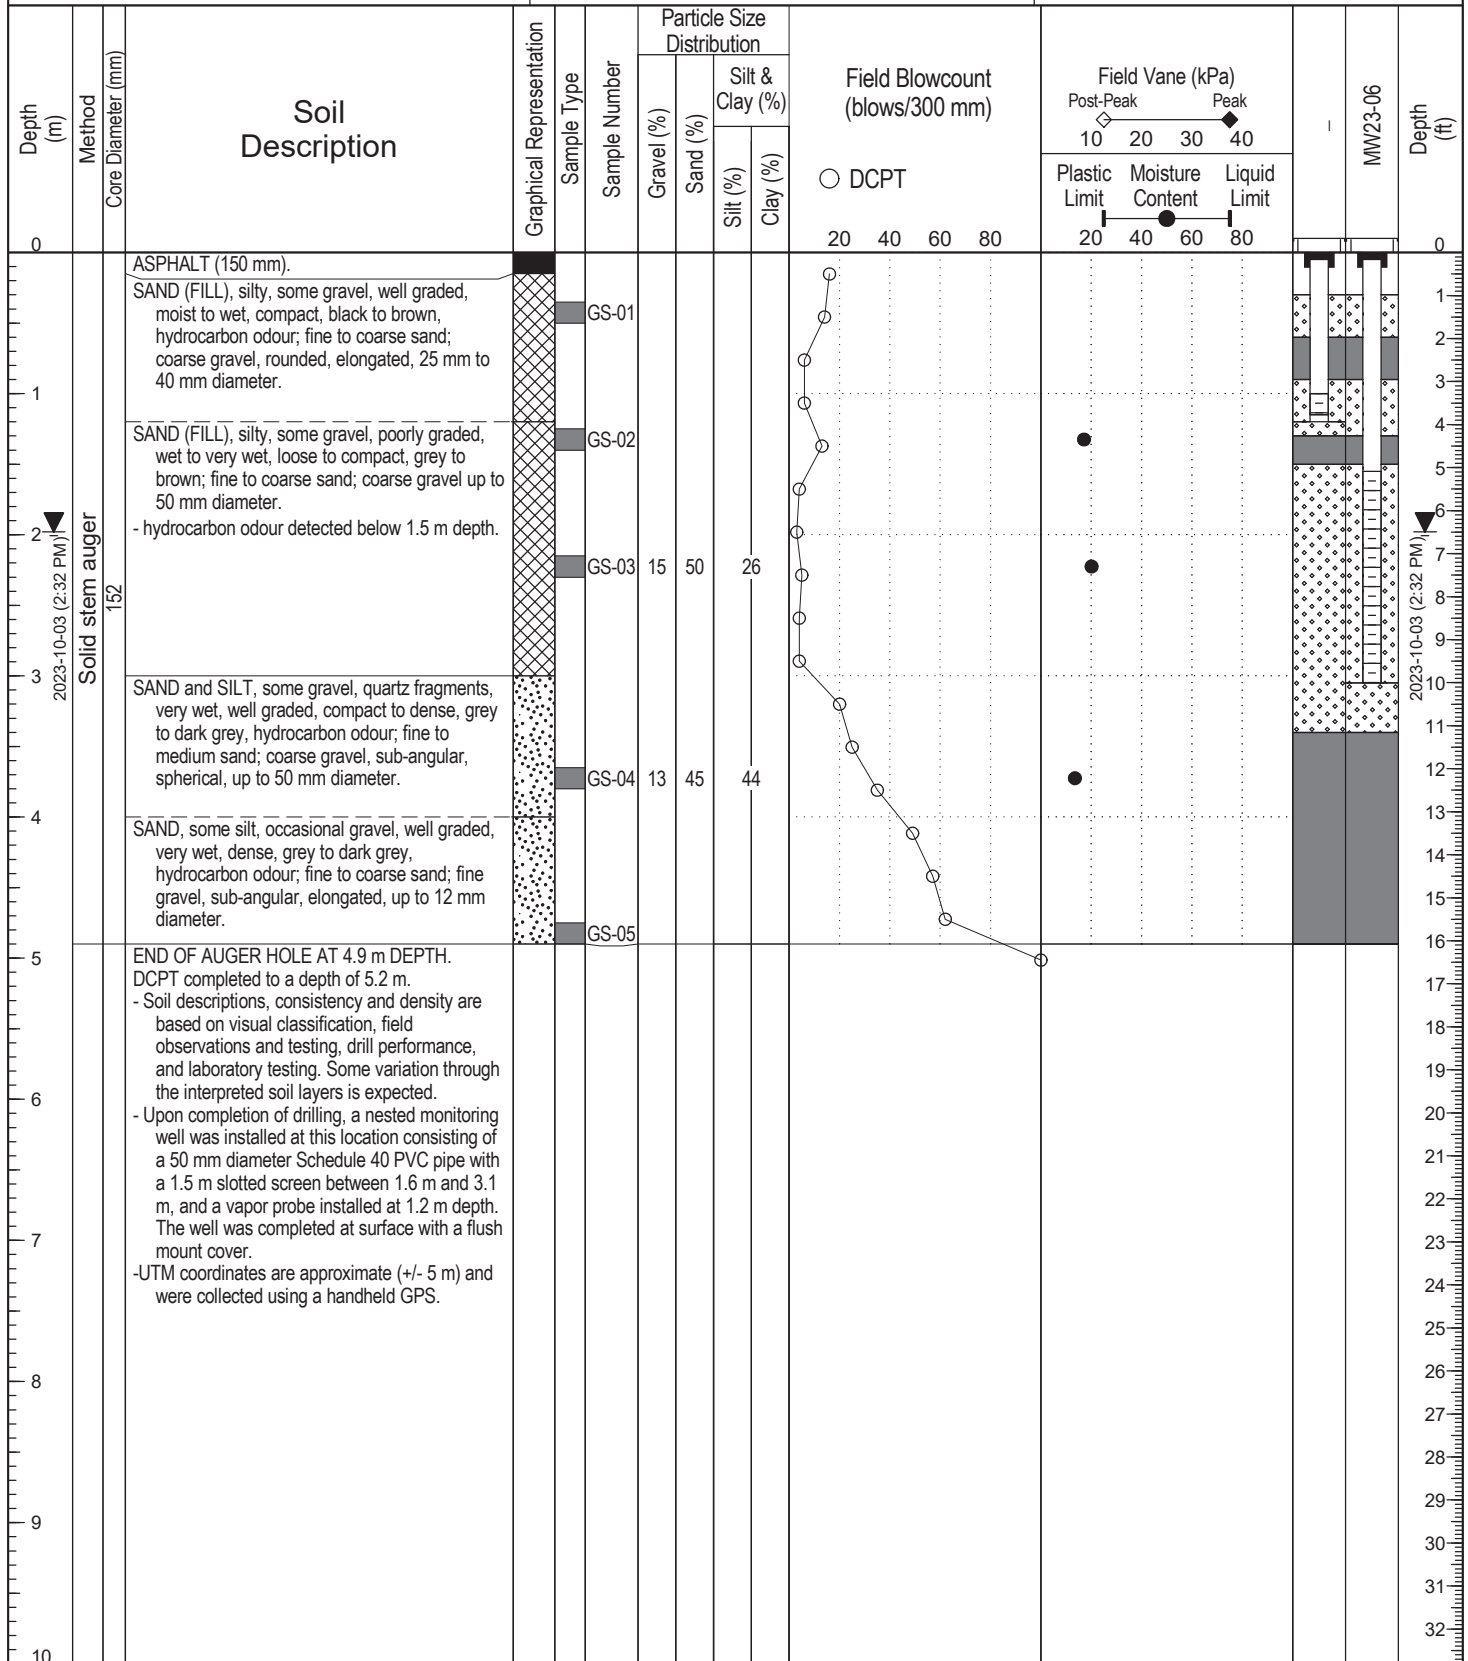 Depth
(m)
Method
Core Diameter (mm)
Soil
Description
Graphical Representation
Sample Type
Sample Number
Particle Size
Distribution
Gravel (%)
Sand (%)
Silt &
Clay (%)
Silt (%)
Clay (%)
Field Blowcount
(blows/300 mm)
DCPT
20 40 60 80
Field Vane (kPa)
Post-Peak Peak
10 20 30 40
Plastic Moisture Liquid
Limit Content Limit
20 40 60 80
MW23-06
Depth
(ft)
0
0
ASPHALT (150 mm).
SAND (FILL), silty, some gravel, well graded,
moist to wet, compact, black to brown,
hydrocarbon odour; fine to coarse sand;
coarse gravel, rounded, elongated, 25 mm to
40 mm diameter.
GS-01
SAND (FILL), silty, some gravel, poorly graded,
wet to very wet, loose to compact, grey to
brown; fine to coarse sand; coarse gravel up to
50 mm diameter.
- hydrocarbon odour detected below 1.5 m depth.
GS-02
GS-03 15 50 26
SAND and SILT, some gravel, quartz fragments,
very wet, well graded, compact to dense, grey
to dark grey, hydrocarbon odour; fine to
medium sand; coarse gravel, sub-angular,
spherical, up to 50 mm diameter.
GS-04 13 45 44
SAND, some silt, occasional gravel, well graded,
very wet, dense, grey to dark grey,
hydrocarbon odour; fine to coarse sand; fine
gravel, sub-angular, elongated, up to 12 mm
diameter.
GS-05
END OF AUGER HOLE AT 4.9 m DEPTH.
DCPT completed to a depth of 5.2 m.
- Soil descriptions, consistency and density are
based on visual classification, field
observations and testing, drill performance,
and laboratory testing. Some variation through
the interpreted soil layers is expected.
- Upon completion of drilling, a nested monitoring
well was installed at this location consisting of
a 50 mm diameter Schedule 40 PVC pipe with
a 1.5 m slotted screen between 1.6 m and 3.1
m, and a vapor probe installed at 1.2 m depth.
The well was completed at surface with a flush
mount cover.
-UTM coordinates are approximate (+/- 5 m) and
were collected using a handheld GPS.
Solid stem auger
152
2023-10-03 (2:32 PM)
2023-10-03 (2:32 PM)
1
2
3
4
5
6
7
8
9
10
1
2
3
4
5
6
7
8
9
10
11
12
13
14
15
16
17
18
19
20
21
22
23
24
25
26
27
28
29
30
31
32